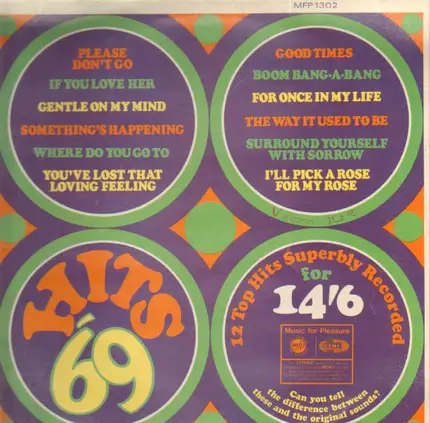 MFP 1302
PLEASE
DON'T GO
IF YOU LOVE HER
GENTLE ON MY MIND
SOMETHING'S HAPPENING
WHERE DO YOU GO TO
YOU'VE LOST THAT
LOVING FEELING
GOOD TIMES
BOOM BANG-A-BANG
FOR ONCE IN MY LIFE
THE WAY IT USED TO BE
SURROUND YOURSELF
WITH SORROW
I'LL PICK A ROSE
FOR MY ROSE
HITS
'69
12 Top Hits Superbly Recorded
for
14'6
Music for Pleasure
Can you tell
the difference between
these and the original sounds?